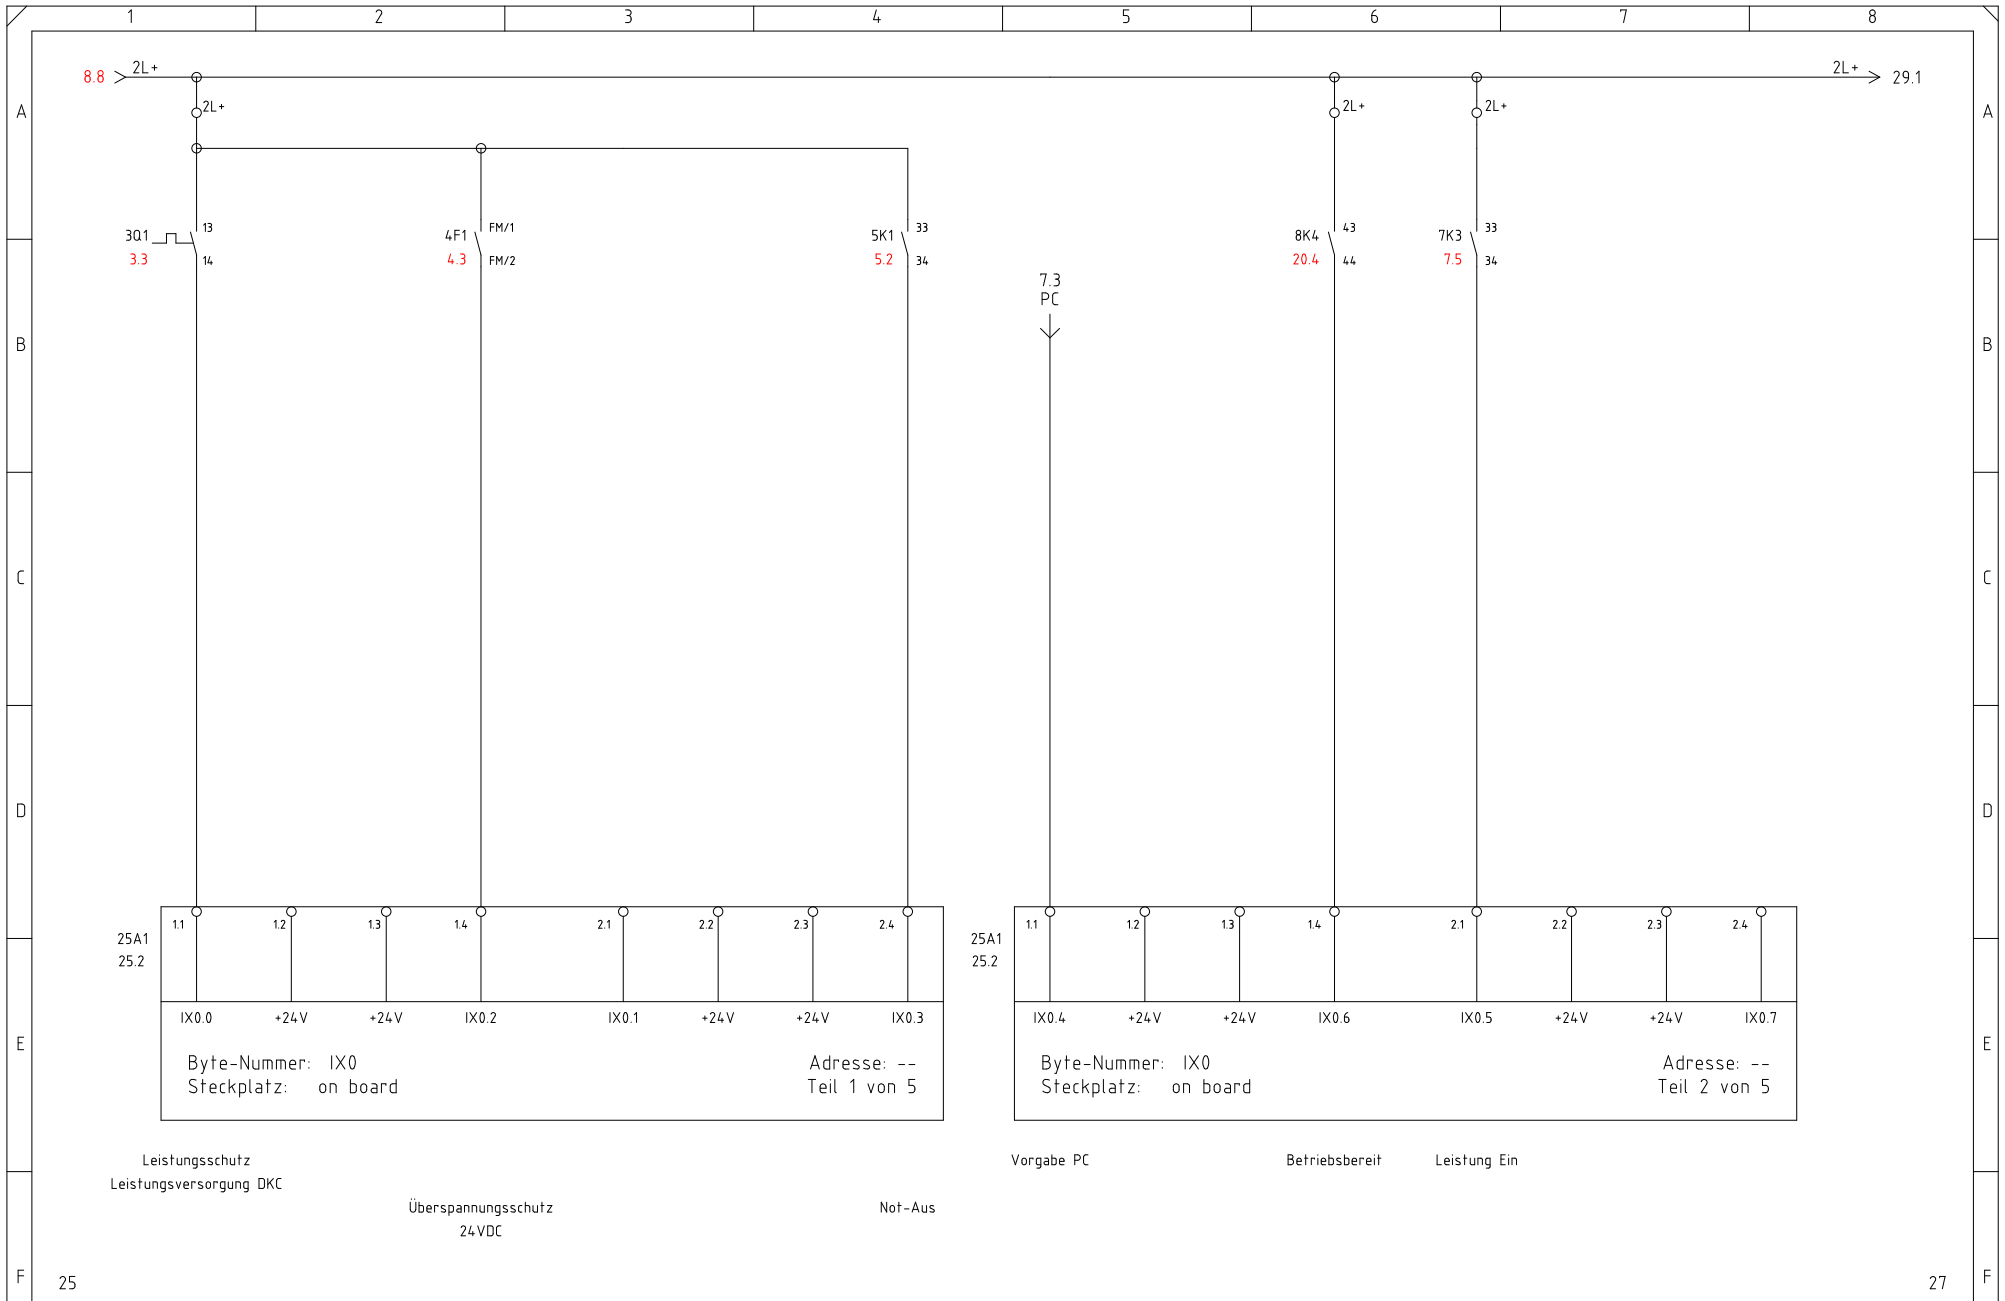 1 2 3 4 5 6 7 8
8.8 2L+ 2L+ 29.1
A 2L+ 2L+ 2L+ A
3Q1 13 4F1 FM/1 5K1 33 8K4 43 7K3 33
3.3 14 4.3 FM/2 5.2 34 20.4 44 7.5 34
7.3
PC
B B
C C
D D
1.1 1.2 1.3 1.4 2.1 2.2 2.3 2.4 1.1 1.2 1.3 1.4 2.1 2.2 2.3 2.4
25A1 25A1
25.2 25.2
IX0.0 +24V +24V IX0.2 IX0.1 +24V +24V IX0.3 IX0.4 +24V +24V IX0.6 IX0.5 +24V +24V IX0.7
E E
Byte-Nummer: IX0 Adresse: -- Byte-Nummer: IX0 Adresse: --
Steckplatz: on board Teil 1 von 5 Steckplatz: on board Teil 2 von 5
Leistungsschutz Vorgabe PC Betriebsbereit Leistung Ein
Leistungsversorgung DKC
Überspannungsschutz Not-Aus
24VDC
F 25 27 F